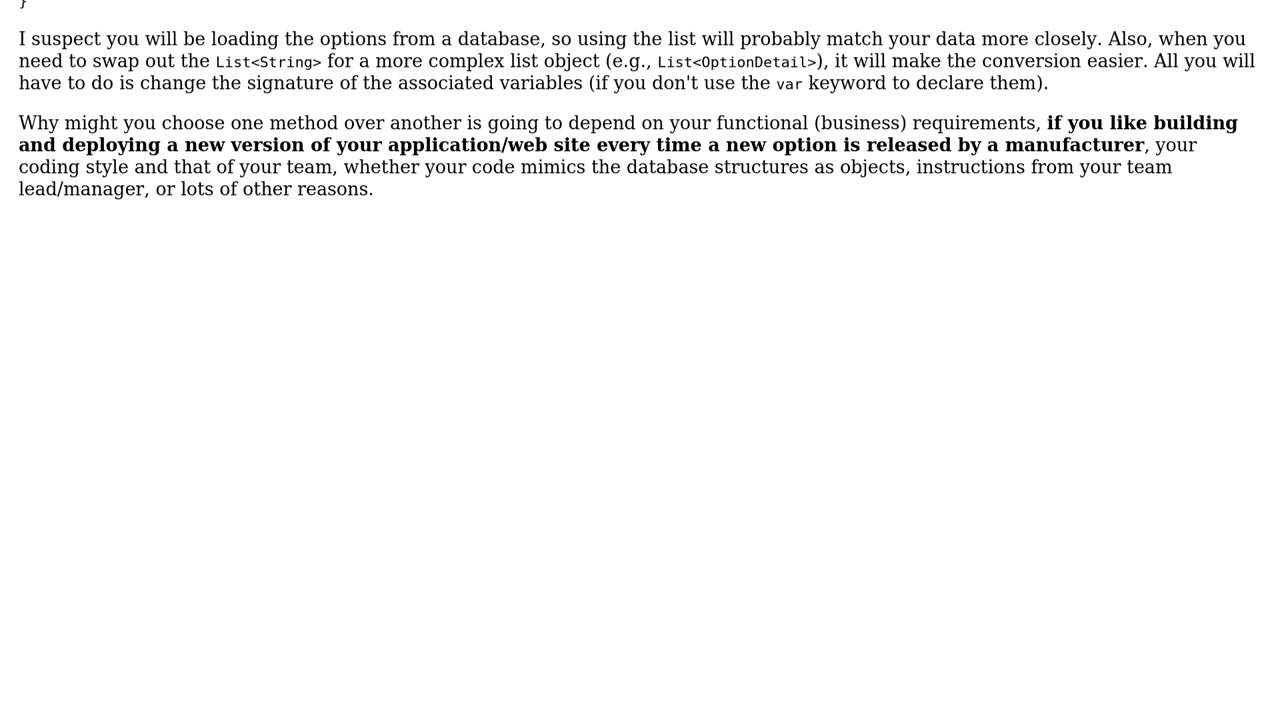 }
I suspect you will be loading the options from a database, so using the list will probably match your data more closely. Also, when you
need to swap out the List<String> for a more complex list object (e.g., List<OptionDetail>), it will make the conversion easier. All you will
have to do is change the signature of the associated variables (if you don't use the var keyword to declare them).
Why might you choose one method over another is going to depend on your functional (business) requirements, if you like building
and deploying a new version of your application/web site every time a new option is released by a manufacturer, your
coding style and that of your team, whether your code mimics the database structures as objects, instructions from your team
lead/manager, or lots of other reasons.